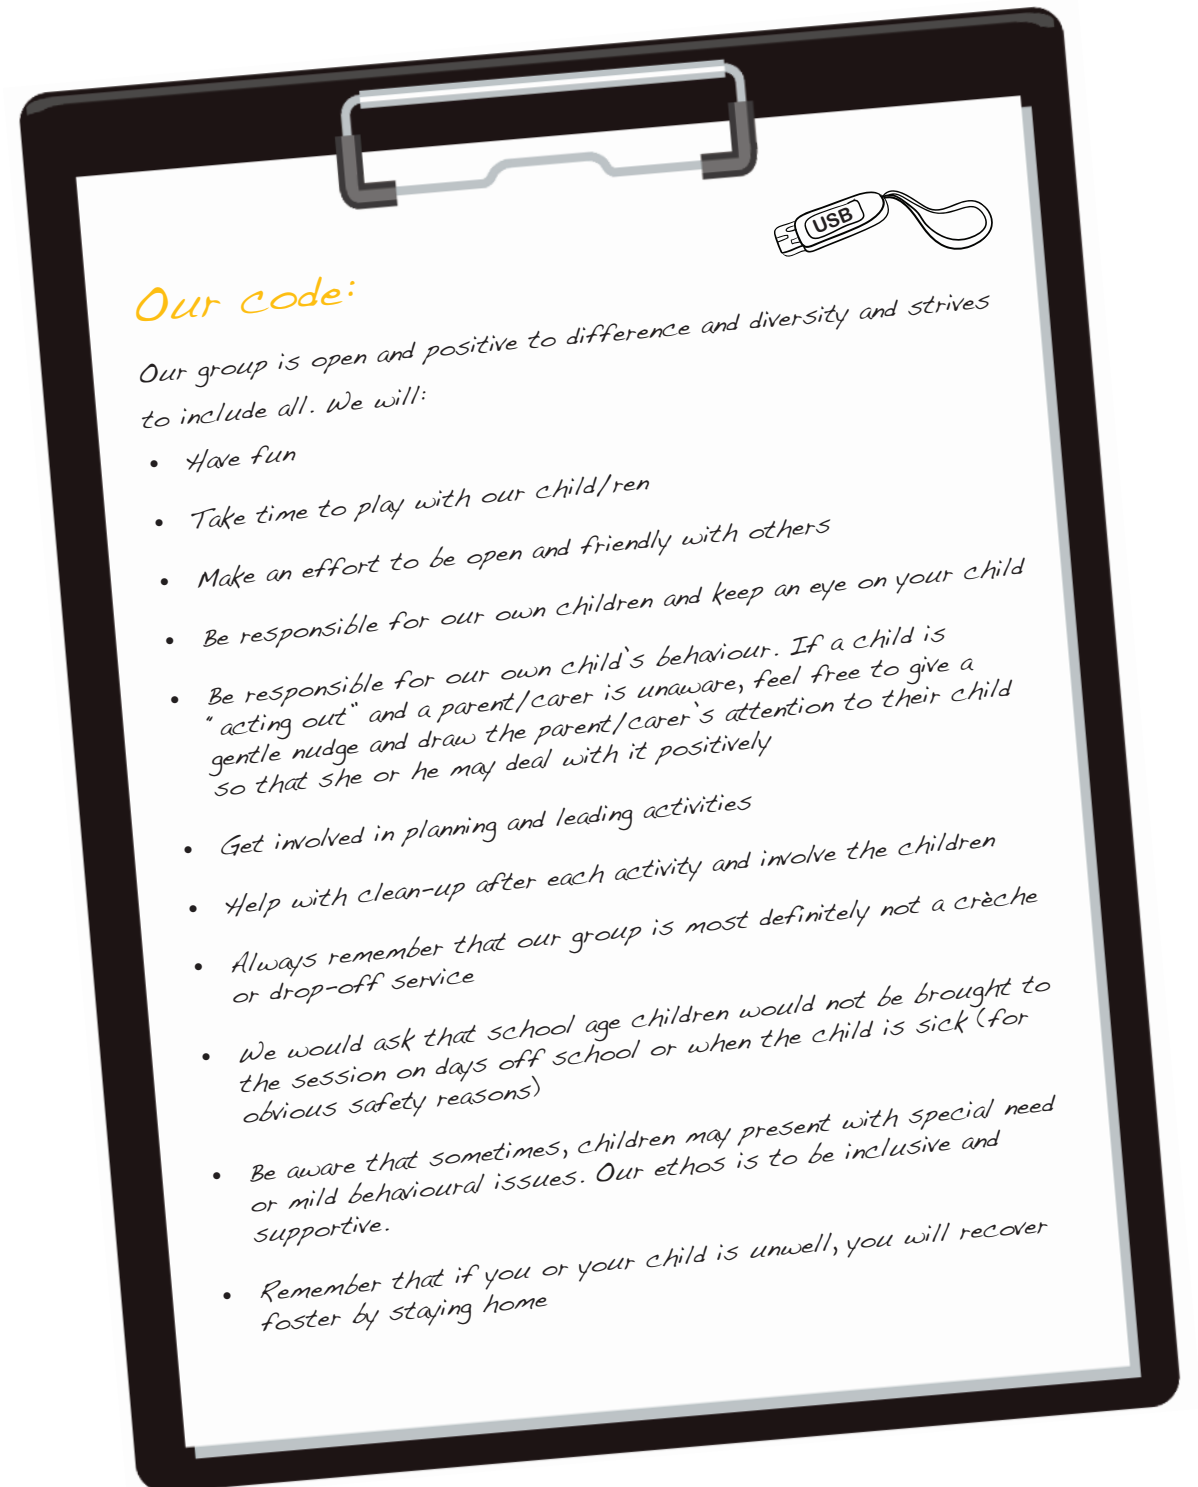 USB
Our code:
Our group is open and positive to difference and diversity and strives
to include all. We will:
• Have fun
• Take time to play with our child/ren
• Make an effort to be open and friendly with others
• Be responsible for our own children and keep an eye on your child
• Be responsible for our own child's behaviour. If a child is
"acting out" and a parent/carer is unaware, feel free to give a
gentle nudge and draw the parent/carer's attention to their child
so that she or he may deal with it positively
• Get involved in planning and leading activities
• Help with clean-up after each activity and involve the children
• Always remember that our group is most definitely not a crèche
or drop-off service
• We would ask that school age children would not be brought to
the session on days off school or when the child is sick (for
obvious safety reasons)
• Be aware that sometimes, children may present with special need
or mild behavioural issues. Our ethos is to be inclusive and
supportive.
• Remember that if you or your child is unwell, you will recover
foster by staying home